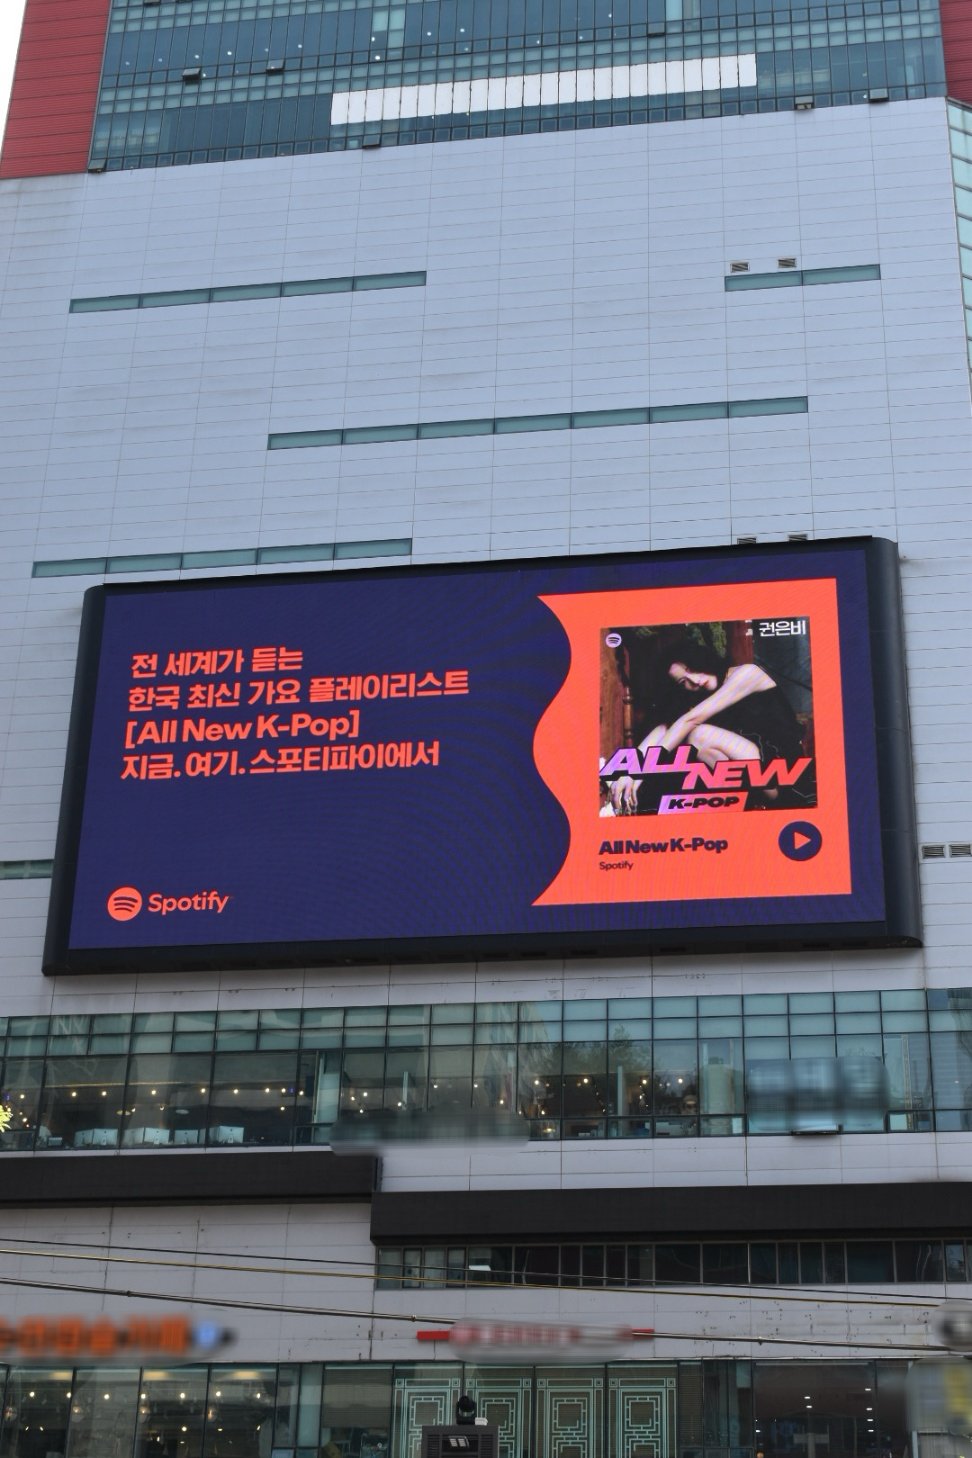 전 세계가 듣는
한국 최신 가요 플레이리스트
[All New K-Pop]
지금. 여기. 스포티파이에서
Spotify
권은비
ALL NEW
K-POP
All New K-Pop
Spotify